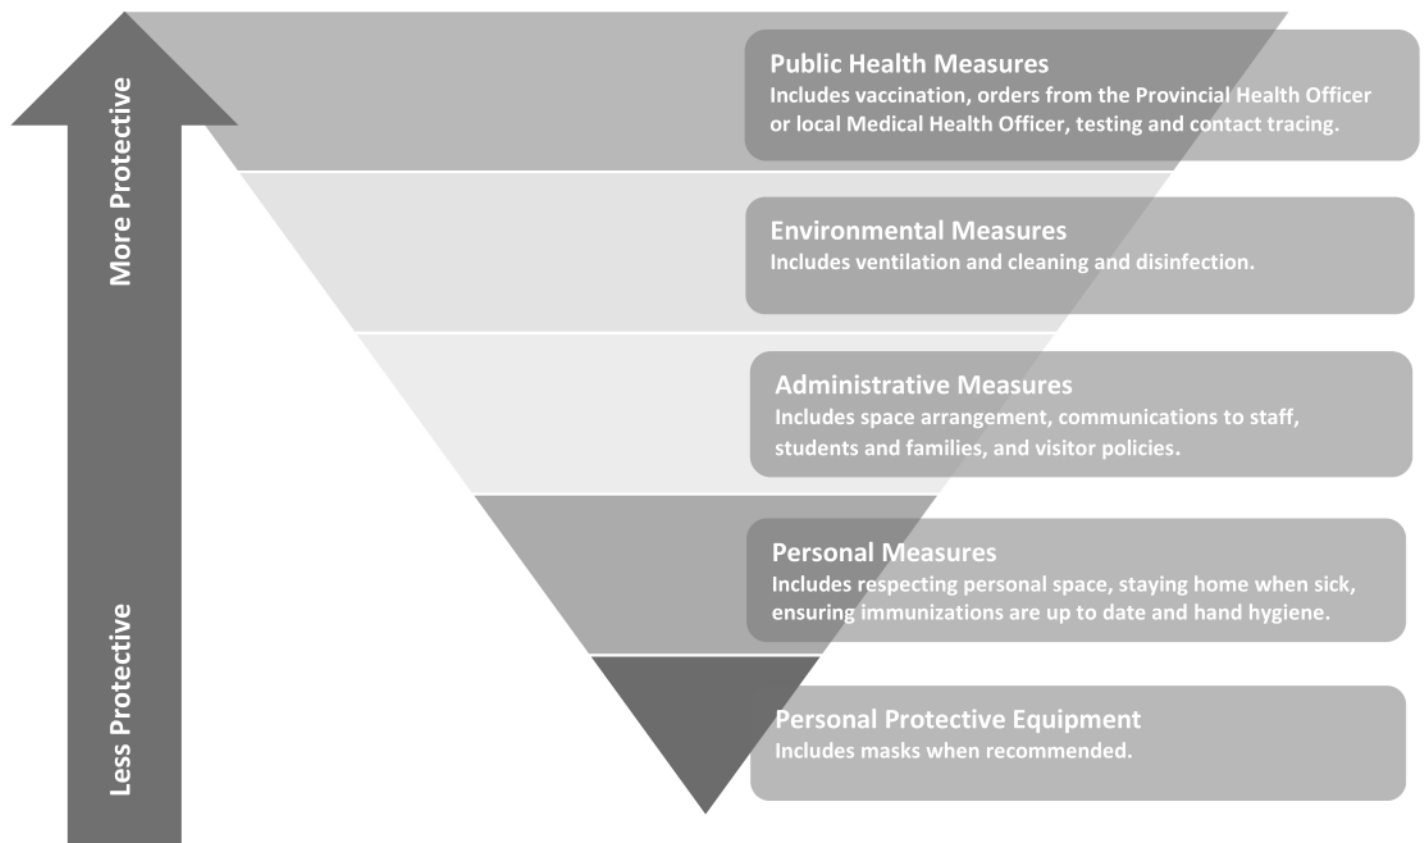 More Protective
Less Protective
Public Health Measures
Includes vaccination, orders from the Provincial Health Officer
or local Medical Health Officer, testing and contact tracing.
Environmental Measures
Includes ventilation and cleaning and disinfection.
Administrative Measures
Includes space arrangement, communications to staff,
students and families, and visitor policies.
Personal Measures
Includes respecting personal space, staying home when sick,
ensuring immunizations are up to date and hand hygiene.
Personal Protective Equipment
Includes masks when recommended.